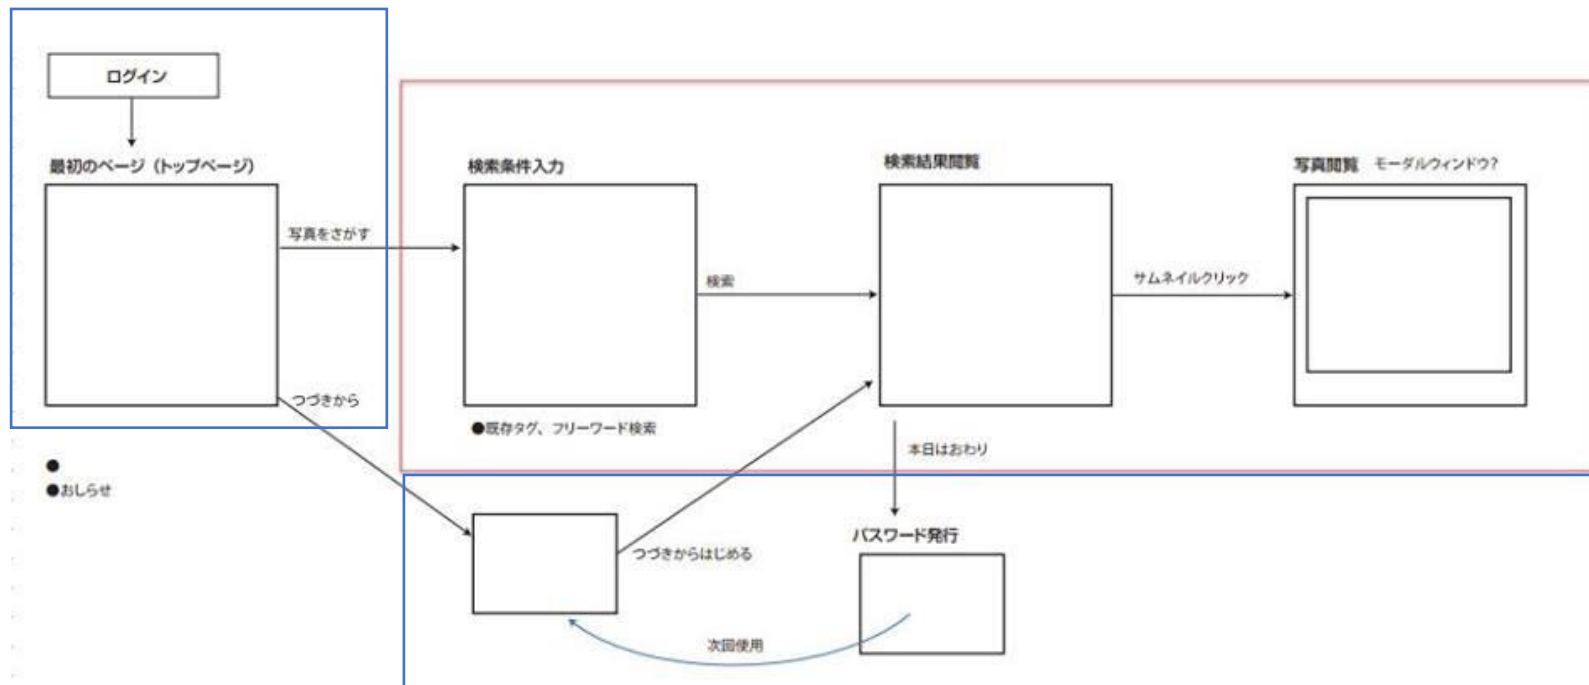 ログイン
最初のページ（トップページ）
写真をさがす
つづきから
●
●おしらせ
検索条件入力
検索
●既存タグ、フリーワード検索
検索結果閲覧
サムネイルクリック
写真閲覧　モーダルウィンドウ？
本日はおわり
つづきからはじめる
パスワード発行
次回使用